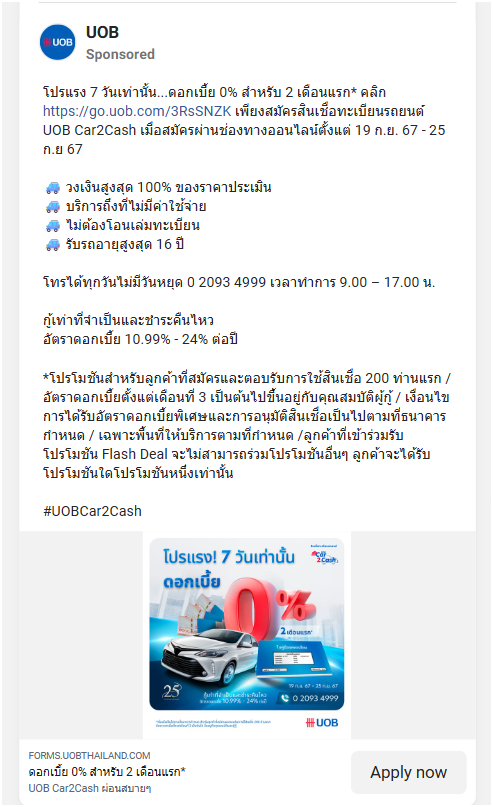 UOB
UOB
Sponsored
โปรแรง 7 วันเท่านั้น...ดอกเบี้ย 0% สำหรับ 2 เดือนแรก* คลิก
https://go.uob.com/3RsSNZK เพียงสมัครสินเชื่อทะเบียนรถยนต์
UOB Car2Cash เมื่อสมัครผ่านช่องทางออนไลน์ตั้งแต่ 19 ก.ย. 67 - 25
ก.ย 67
วงเงินสูงสุด 100% ของราคาประเมิน
บริการถึงที่ไม่มีค่าใช้จ่าย
ไม่ต้องโอนเล่มทะเบียน
รับรถอายุสูงสุด 16 ปี
โทรได้ทุกวันไม่มีวันหยุด 0 2093 4999 เวลาทำการ 9.00 – 17.00 น.
กู้เท่าที่จำเป็นและชำระคืนไหว
อัตราดอกเบี้ย 10.99% - 24% ต่อปี
*โปรโมชันสำหรับลูกค้าที่สมัครและตอบรับการใช้สินเชื่อ 200 ท่านแรก /
อัตราดอกเบี้ยตั้งแต่เดือนที่ 3 เป็นต้นไปขึ้นอยู่กับคุณสมบัติผู้กู้ / เงื่อนไข
การได้รับอัตราดอกเบี้ยพิเศษและการอนุมัติสินเชื่อเป็นไปตามที่ธนาคาร
กำหนด / เฉพาะพื้นที่ให้บริการตามที่กำหนด /ลูกค้าที่เข้าร่วมรับ
โปรโมชัน Flash Deal จะไม่สามารถร่วมโปรโมชันอื่นๆ ลูกค้าจะได้รับ
โปรโมชันใดโปรโมชันหนึ่งเท่านั้น
#UOBCar2Cash
โปรแรง! 7 วันเท่านั้น
Car2Cash
ดอกเบี้ย
0%
2 เดือนแรก*
25
19 ก.ย. 67 – 25 ก.ย. 67
กู้เท่าที่จำเป็นและชำระคืนไหว
10.99% - 24% ต่อปี
0 2093 4999
UOB
FORMS.UOBTHAILAND.COM
ดอกเบี้ย 0% สำหรับ 2 เดือนแรก*
UOB Car2Cash ผ่อนสบายๆ
Apply now